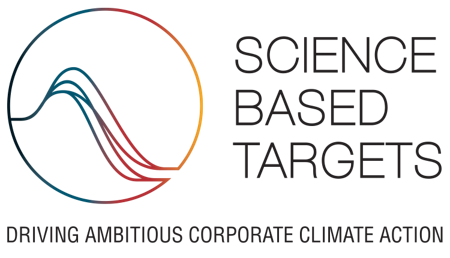 SCIENCE
BASED
TARGETS
DRIVING AMBITIOUS CORPORATE CLIMATE ACTION